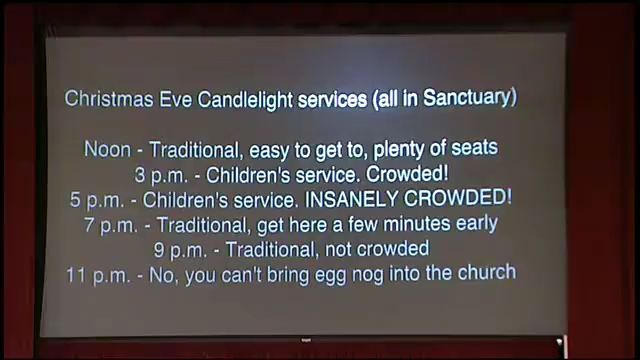 Christmas Eve Candlelight services (all in Sanctuary)
Noon - Traditional, easy to get to, plenty of seats
3 p.m. - Children's service. Crowded!
5 p.m. - Children's service. INSANELY CROWDED!
7 p.m. - Traditional, get here a few minutes early
9 p.m. - Traditional, not crowded
11 p.m. - No, you can't bring egg nog into the church